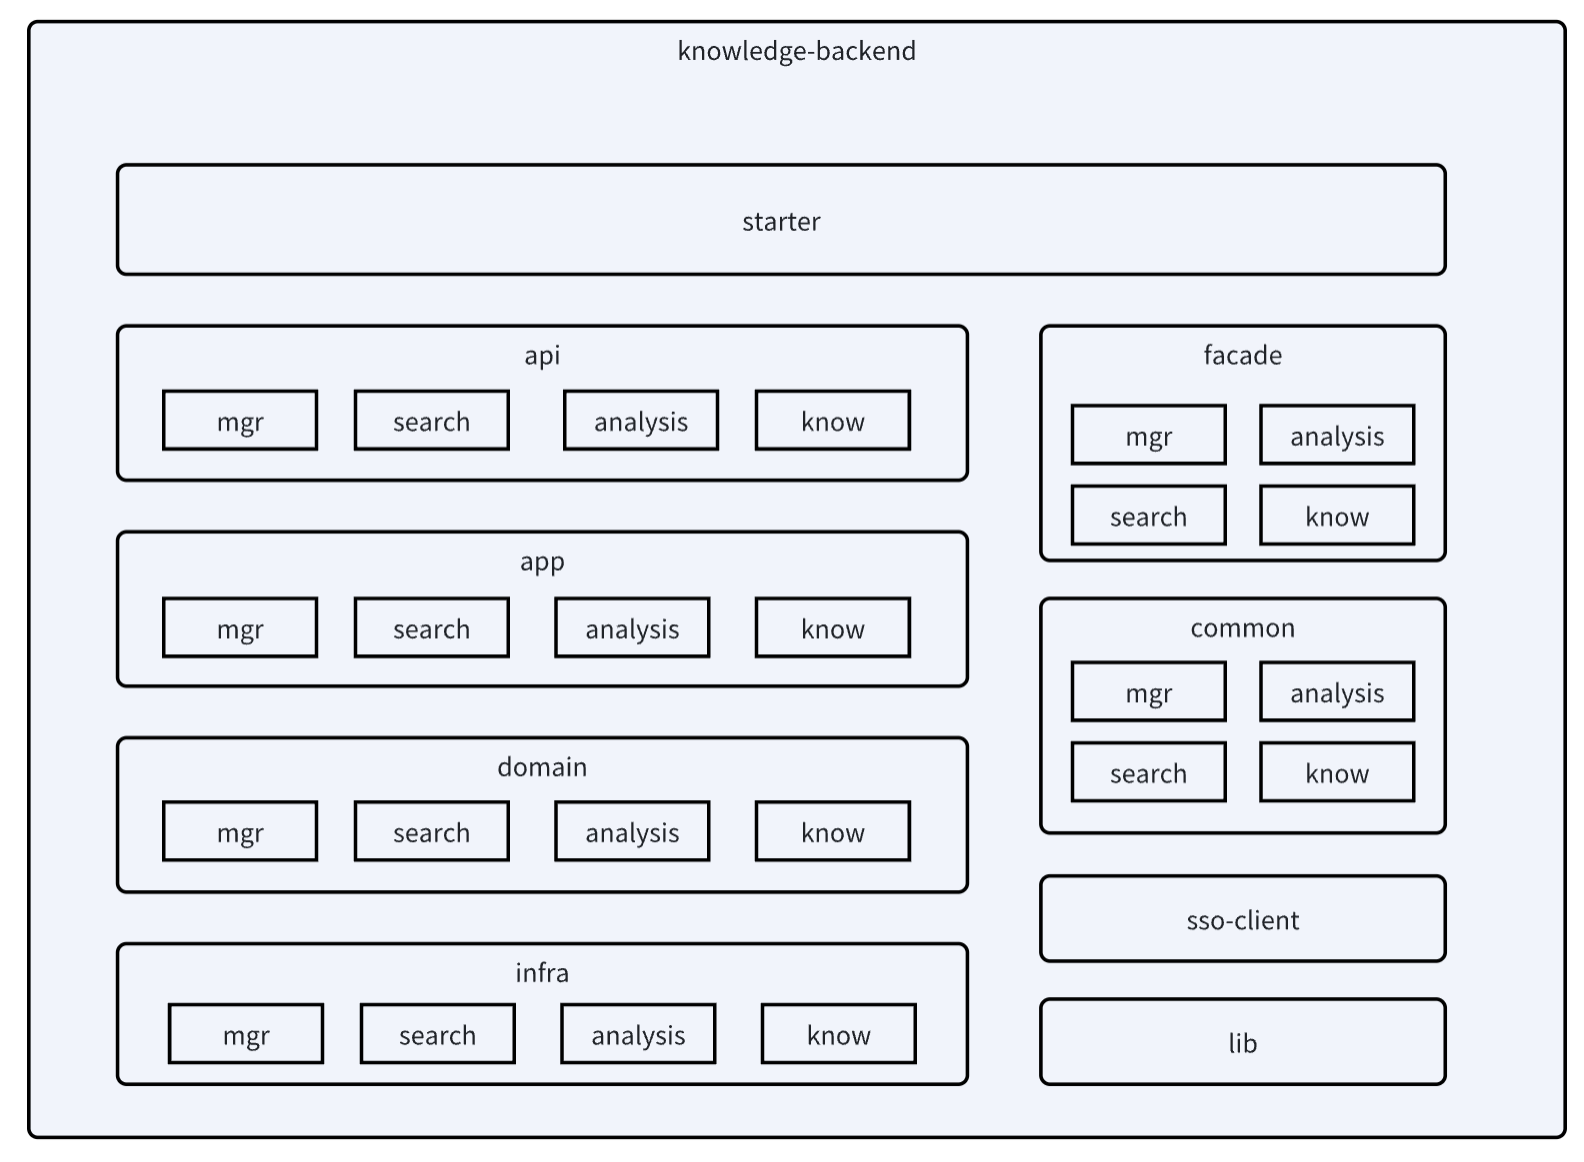 knowledge-backend
starter
api
mgr search analysis know
app
mgr search analysis know
domain
mgr search analysis know
infra
mgr search analysis know
facade
mgr analysis
search know
common
mgr analysis
search know
sso-client
lib